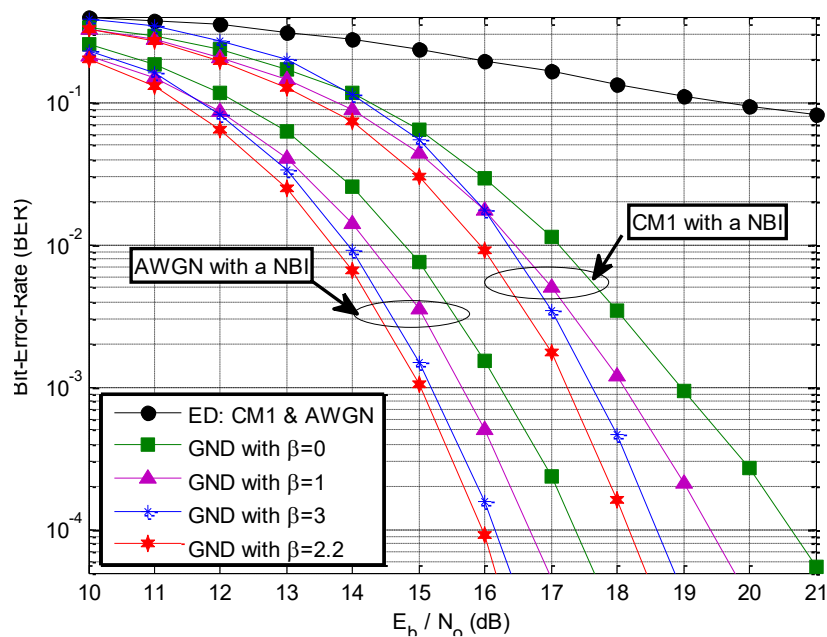 10^-1
10^-2
10^-3
10^-4
Bit-Error-Rate (BER)
CM1 with a NBI
AWGN with a NBI
ED: CM1 & AWGN
GND with β=0
GND with β=1
GND with β=3
GND with β=2.2
10 11 12 13 14 15 16 17 18 19 20 21
E_b / N_o (dB)